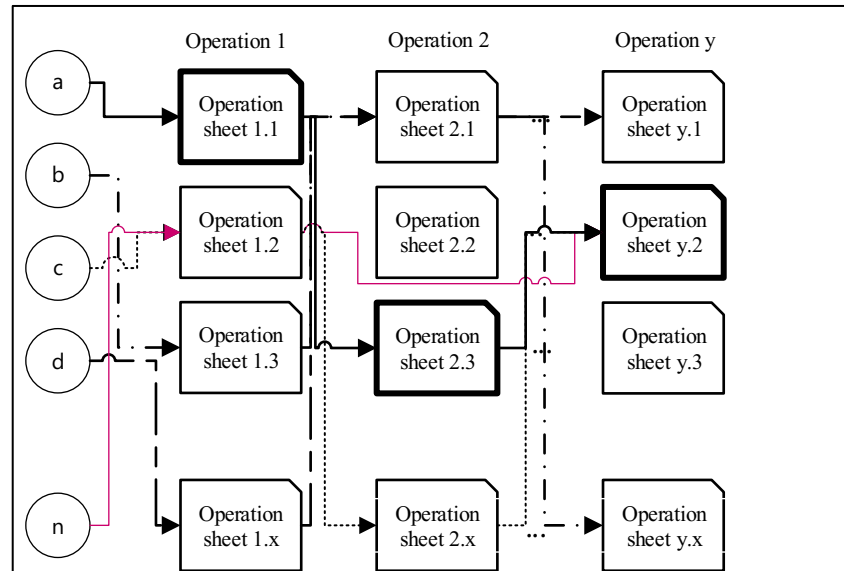 Operation 1
Operation 2
Operation y
a
Operation
sheet 1.1
Operation
sheet 2.1
...
Operation
sheet y.1
b
Operation
sheet 1.2
Operation
sheet 2.2
...
Operation
sheet y.2
c
Operation
sheet 1.3
Operation
sheet 2.3
...
Operation
sheet y.3
d
Operation
sheet 1.x
Operation
sheet 2.x
...
Operation
sheet y.x
n